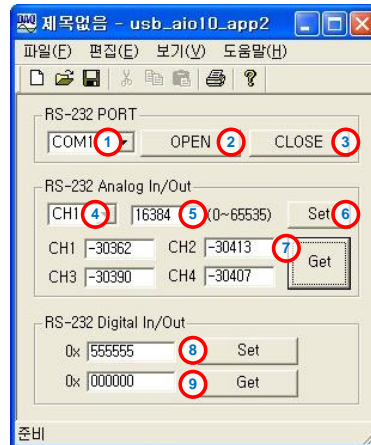 DAQ 제목없음 - usb_aio10_app2
파일(F) 편집(E) 보기(V) 도움말(H)
RS-232 PORT
COM1 1 OPEN 2 CLOSE 3
RS-232 Analog In/Out
CH1 4 16384 5 (0~65535) Set 6
CH1 -30362 CH2 -30413 7 Get
CH3 -30390 CH4 -30407
RS-232 Digital In/Out
0x 555555 8 Set
0x 000000 9 Get
준비